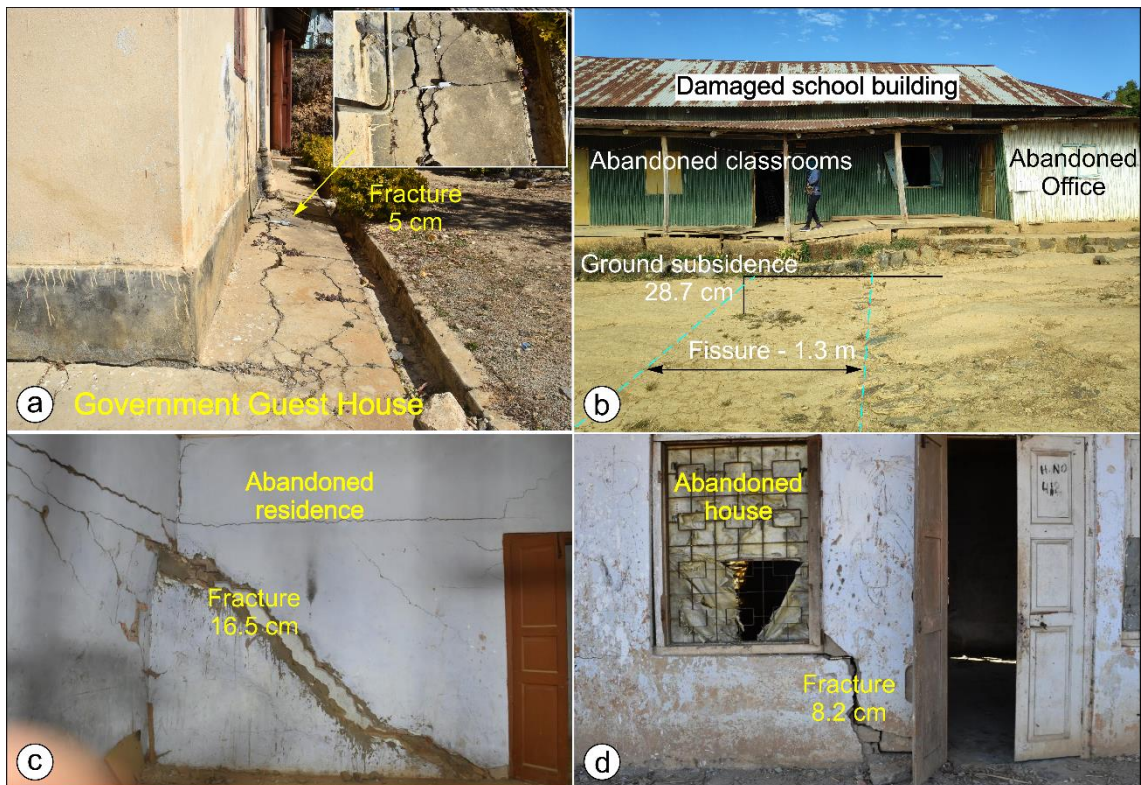 Fracture
5 cm
a
Government Guest House
Damaged school building
Abandoned classrooms
Abandoned
Office
Ground subsidence
28.7 cm
Fissure - 1.3 m
b
Abandoned
residence
Fracture
16.5 cm
c
Abandoned
house
H.NO
412
Fracture
8.2 cm
d